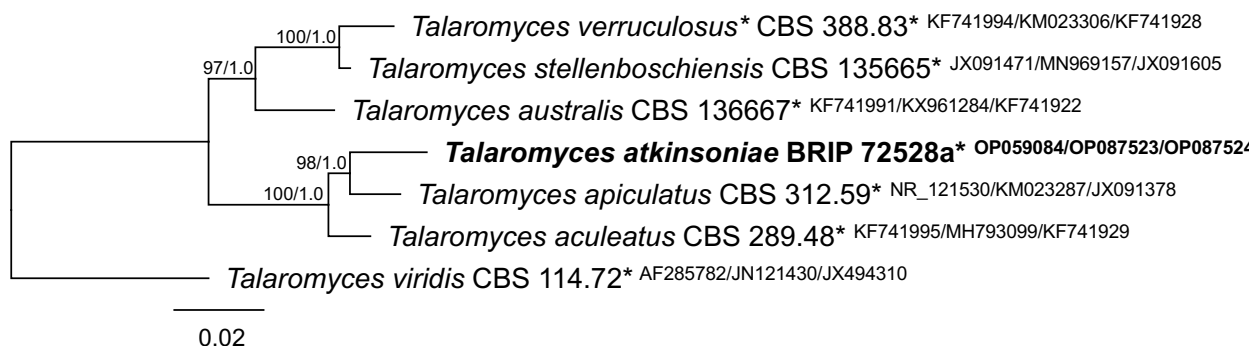 Talaromyces verruculosus* CBS 388.83* KF741994/KM023306/KF741928
100/1.0
Talaromyces stellenboschiensis CBS 135665* JX091471/MN969157/JX091605
97/1.0
Talaromyces australis CBS 136667* KF741991/KX961284/KF741922
Talaromyces atkinsoniae BRIP 72528a* OP059084/OP087523/OP087524
98/1.0
Talaromyces apiculatus CBS 312.59* NR_121530/KM023287/JX091378
100/1.0
Talaromyces aculeatus CBS 289.48* KF741995/MH793099/KF741929
Talaromyces viridis CBS 114.72* AF285782/JN121430/JX494310
0.02